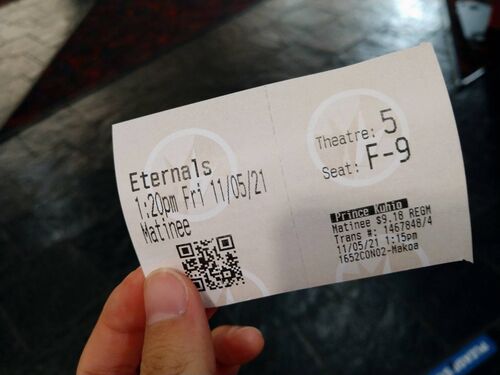 Eternals
1:20pm Fri 11/05/21
Matinee
Theatre: 5
Seat: F-9
Prince Kuhio
Matinee $9.18 REGM
Trans #: 1467848/4
11/05/21 1:15pm
1652CON02-Makoa